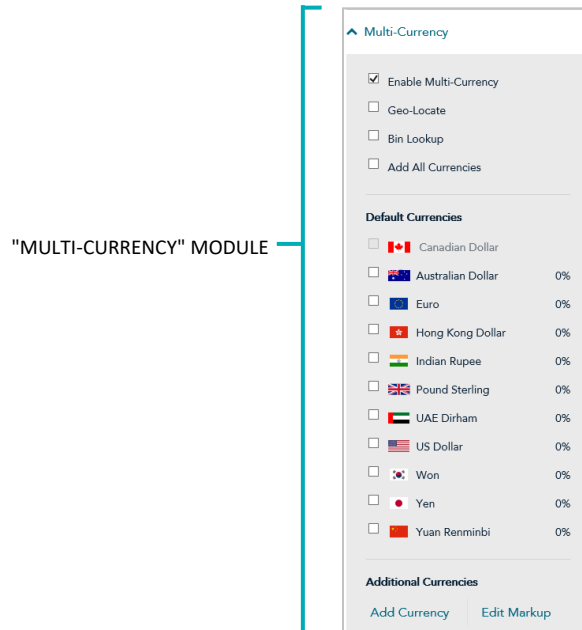 Multi-Currency
Enable Multi-Currency
Geo-Locate
Bin Lookup
Add All Currencies
Default Currencies
Canadian Dollar
"MULTI-CURRENCY" MODULE
Australian Dollar 0%
Euro 0%
Hong Kong Dollar 0%
Indian Rupee 0%
Pound Sterling 0%
UAE Dirham 0%
US Dollar 0%
Won 0%
Yen 0%
Yuan Renminbi 0%
Additional Currencies
Add Currency Edit Markup